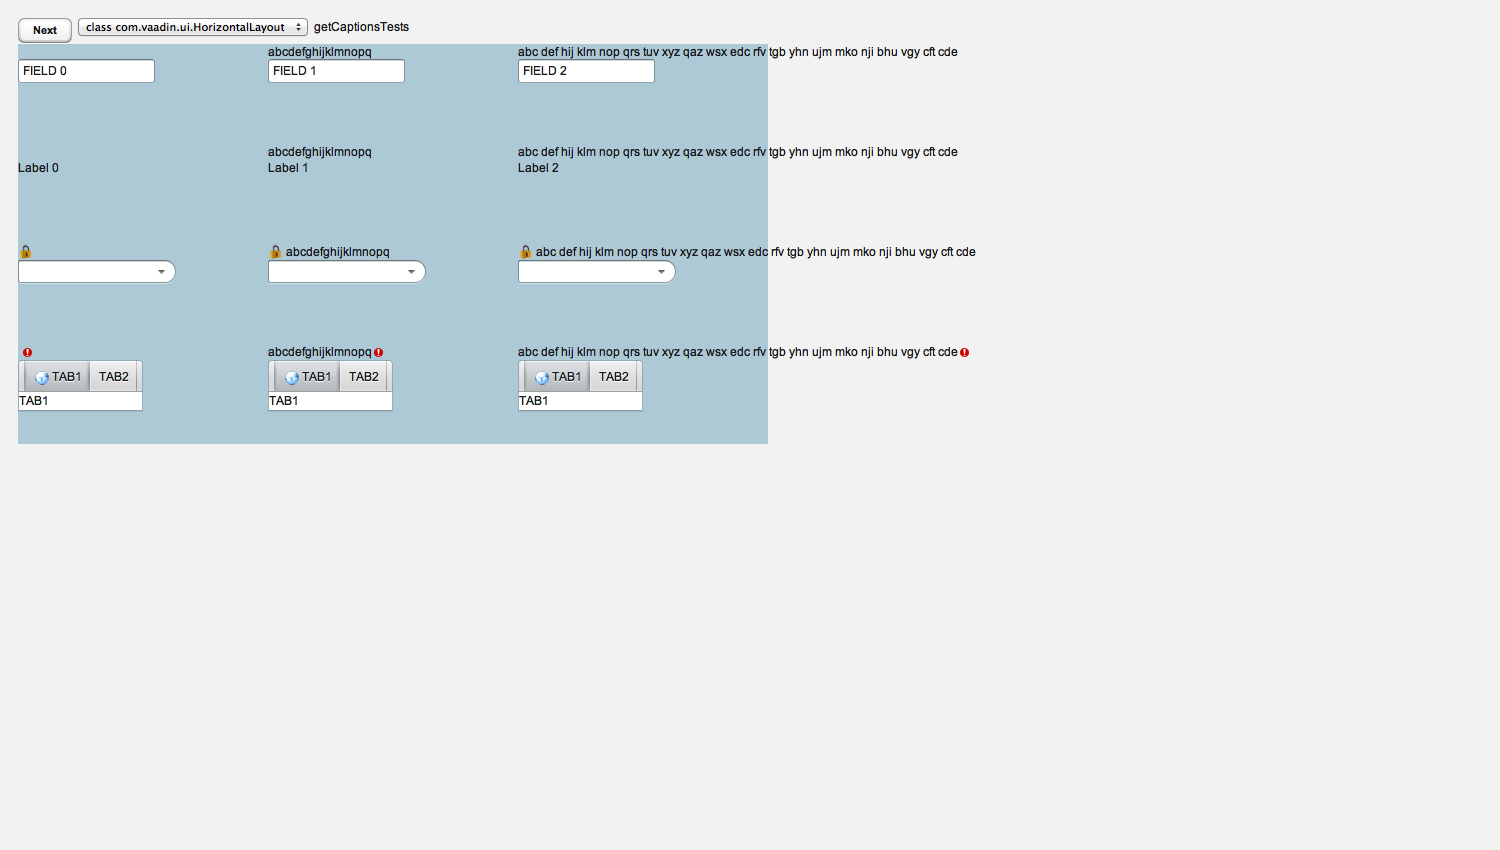 Next class com.vaadin.ui.HorizontalLayout getCaptionsTests
abcdefghijklmnopq abc def hij klm nop qrs tuv xyz qaz wsx edc rfv tgb yhn ujm mko nji bhu vgy cft cde
FIELD 0 FIELD 1 FIELD 2
abcdefghijklmnopq abc def hij klm nop qrs tuv xyz qaz wsx edc rfv tgb yhn ujm mko nji bhu vgy cft cde
Label 0 Label 1 Label 2
abcdefghijklmnopq abc def hij klm nop qrs tuv xyz qaz wsx edc rfv tgb yhn ujm mko nji bhu vgy cft cde
abcdefghijklmnopq abc def hij klm nop qrs tuv xyz qaz wsx edc rfv tgb yhn ujm mko nji bhu vgy cft cde
TAB1 TAB2 TAB1 TAB2 TAB1 TAB2
TAB1 TAB1 TAB1